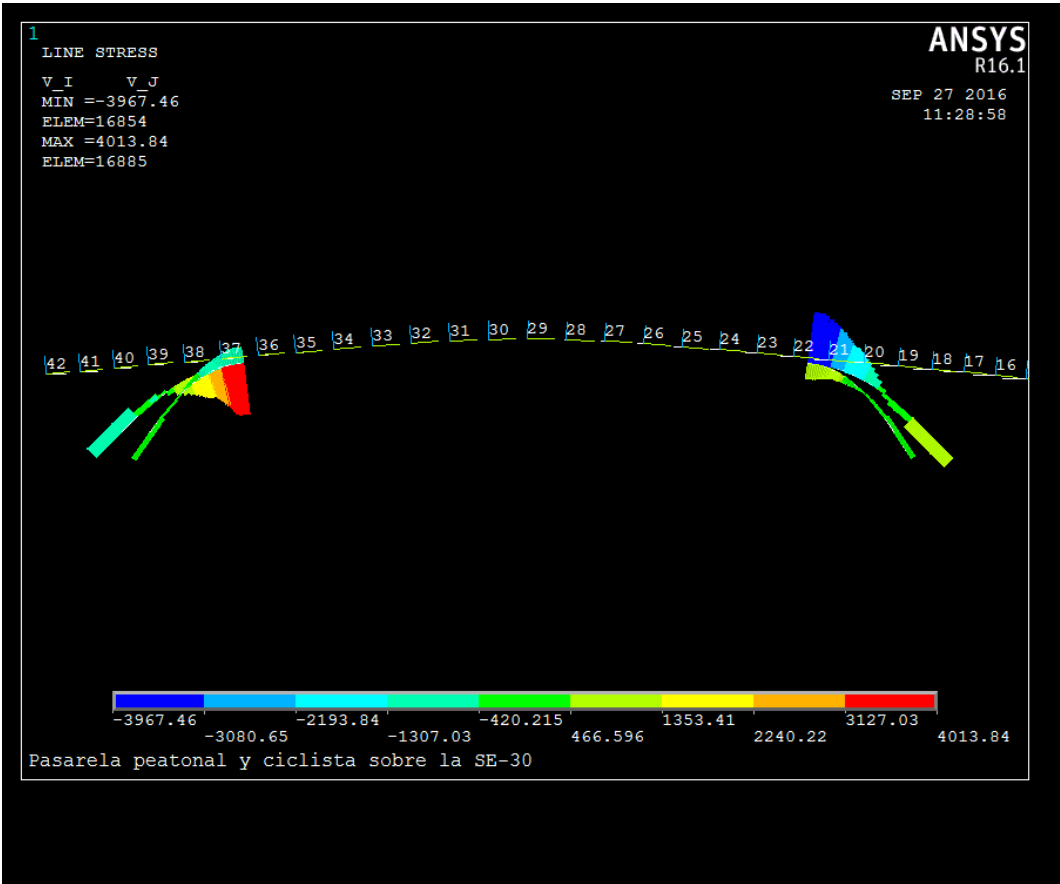 1
LINE STRESS
V_I V_J
MIN =-3967.46
ELEM=16854
MAX =4013.84
ELEM=16885
ANSYS
R16.1
SEP 27 2016
11:28:58
42 41 40 39 38 37 36 35 34 33 32 31 30 29 28 27 26 25 24 23 22 21 20 19 18 17 16
-3967.46 -2193.84 -420.215 1353.41 3127.03
-3080.65 -1307.03 466.596 2240.22 4013.84
Pasarela peatonal y ciclista sobre la SE-30